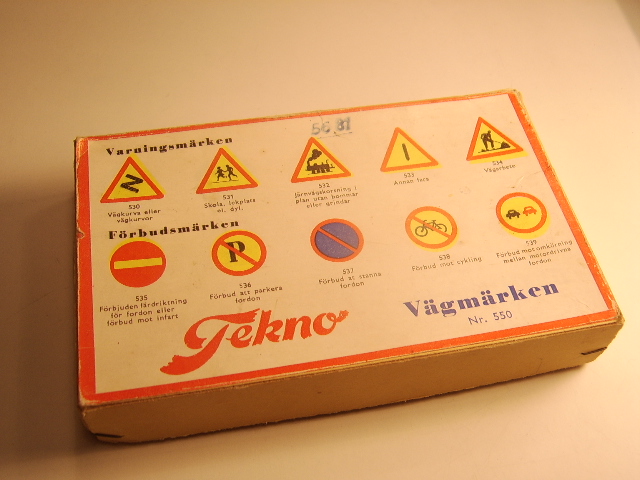 56 81
Varningsmärken
530
Vägkurva eller
vägkurvor
531
Skola, lekplats
el. dyl.
532
Järnvägskorsning i
plan utan bommar
eller grindar
533
Annan fara
534
Vägarbete
Förbudsmärken
P
535
Förbjuden färdriktning
för fordon eller
förbud mot infart
536
Förbud att parkera
fordon
537
Förbud att stanna
fordon
538
Förbud mot cykling
539
Förbud mot omkörning
mellan motordrivna
fordon
Tekno
Vägmärken
Nr. 550